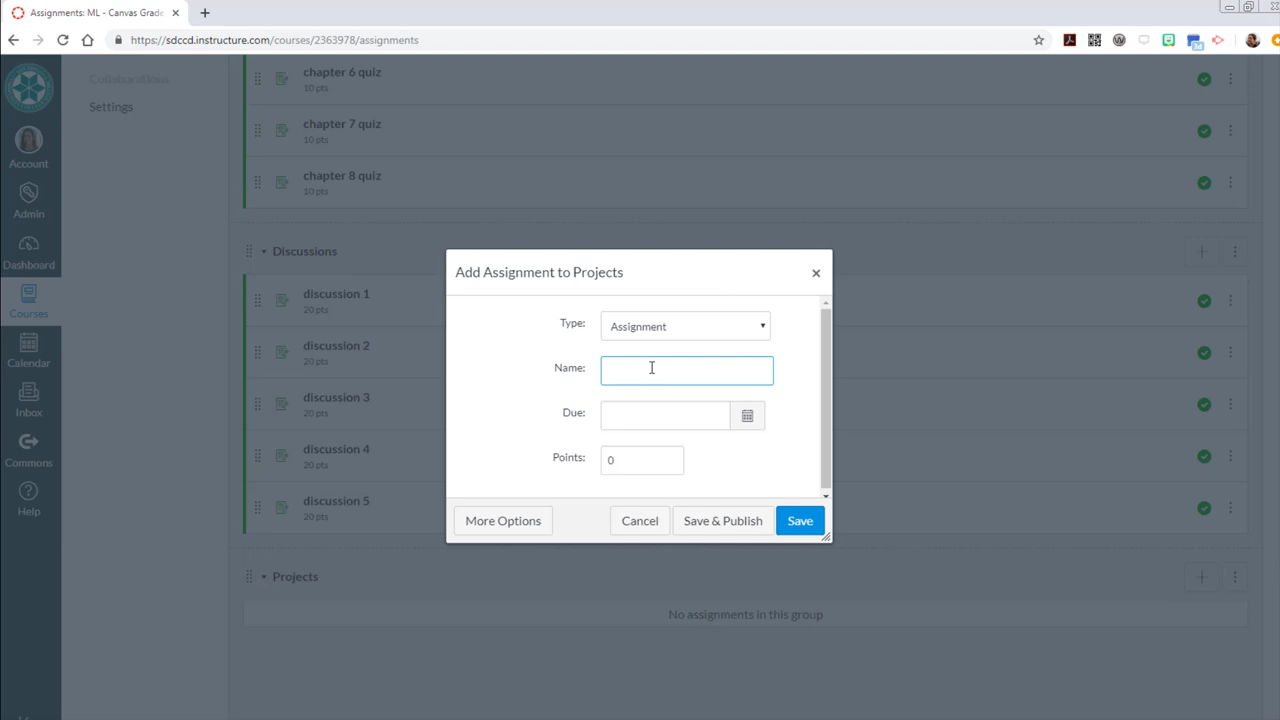 Assignments: ML - Canvas Grade
https://sdccd.instructure.com/courses/2363978/assignments
Account
Admin
Dashboard
Courses
Calendar
Inbox
Commons
Help
Collaborations
Settings
chapter 6 quiz
10 pts
chapter 7 quiz
10 pts
chapter 8 quiz
10 pts
Discussions
discussion 1
20 pts
discussion 2
20 pts
discussion 3
20 pts
discussion 4
20 pts
discussion 5
20 pts
Projects
No assignments in this group
Add Assignment to Projects
Type:
Assignment
Name:
Due:
Points:
0
More Options
Cancel
Save & Publish
Save